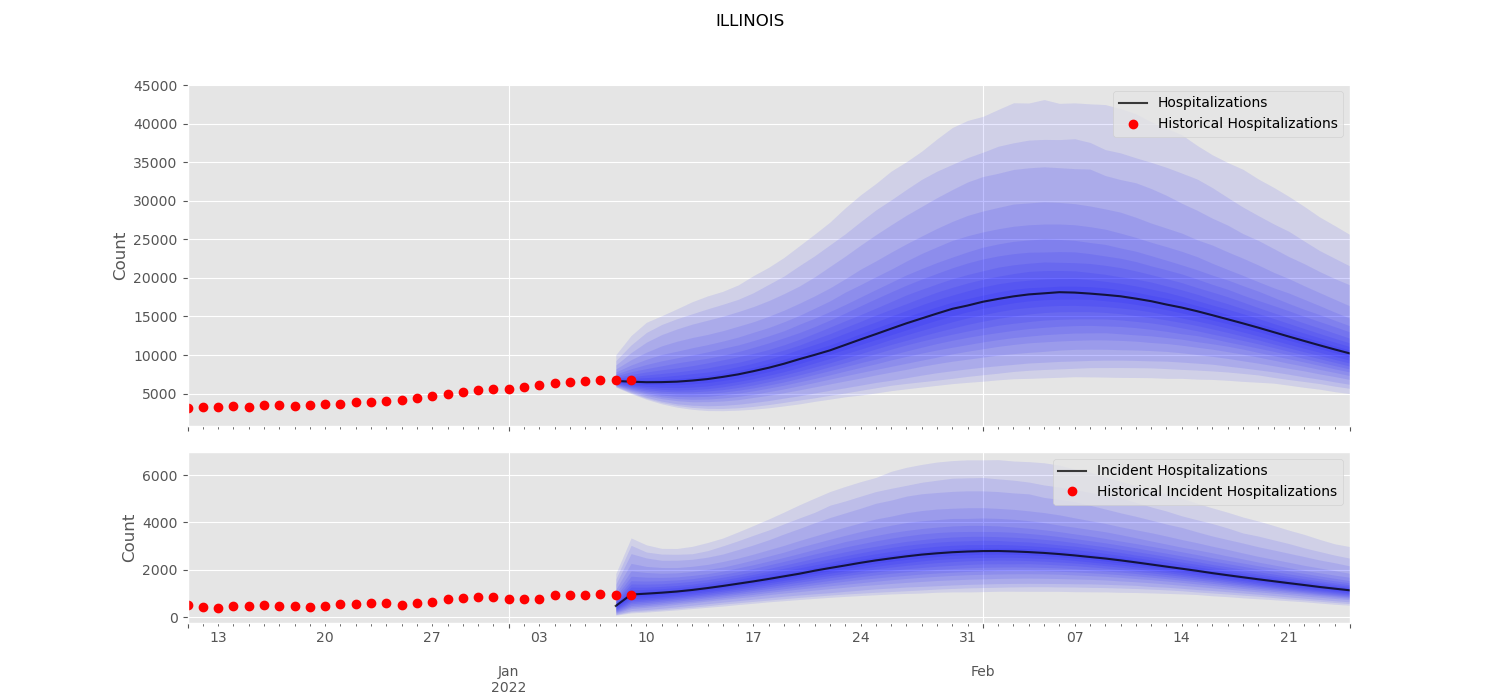 ILLINOIS
45000
40000
35000
30000
25000
20000
15000
10000
5000
Count
Hospitalizations
Historical Hospitalizations
6000
4000
2000
0
Count
Incident Hospitalizations
Historical Incident Hospitalizations
13 20 27 03 10 17 24 31 07 14 21
Jan Feb
2022